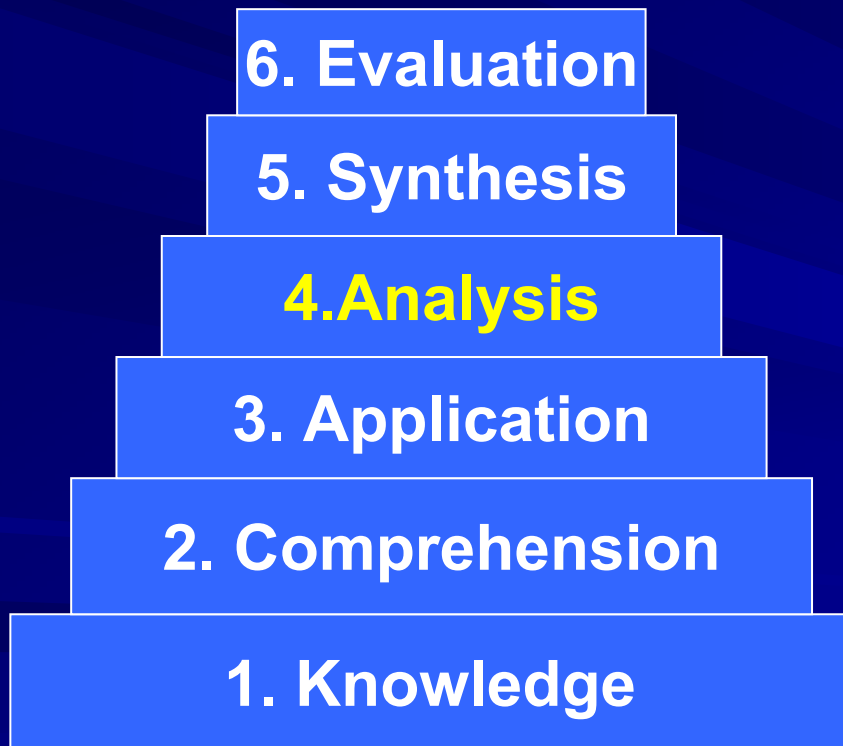 6. Evaluation
5. Synthesis
4.Analysis
3. Application
2. Comprehension
1. Knowledge